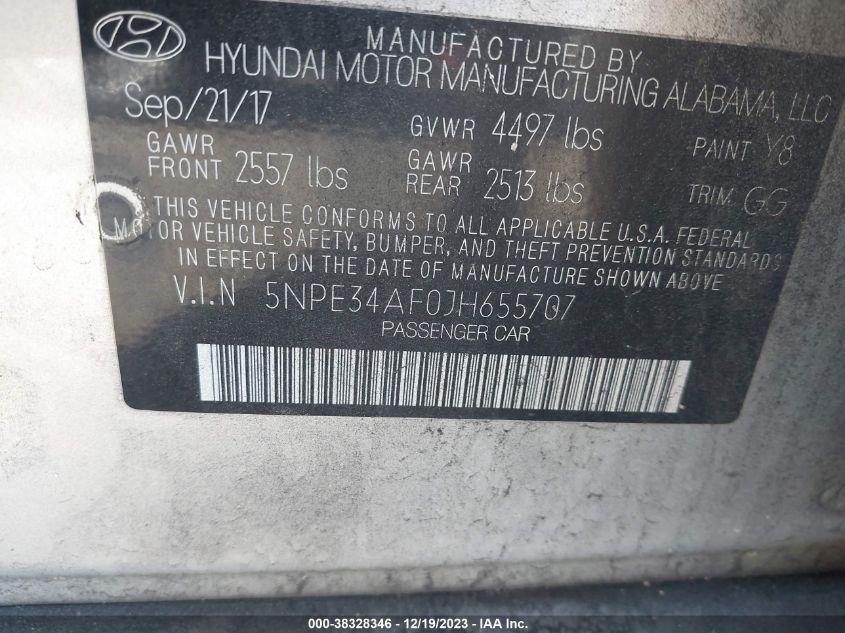 MANUFACTURED BY
HYUNDAI MOTOR MANUFACTURING ALABAMA, LLC
Sep/21/17
GVWR 4497 lbs
PAINT Y8
GAWR FRONT 2557 lbs
GAWR REAR 2513 lbs
TRIM GG
THIS VEHICLE CONFORMS TO ALL APPLICABLE U.S.A. FEDERAL
MOTOR VEHICLE SAFETY, BUMPER, AND THEFT PREVENTION STANDARDS
IN EFFECT ON THE DATE OF MANUFACTURE SHOWN ABOVE
V.I.N 5NPE34AF0JH655707
PASSENGER CAR
000-38328346 - 12/19/2023 - IAA Inc.